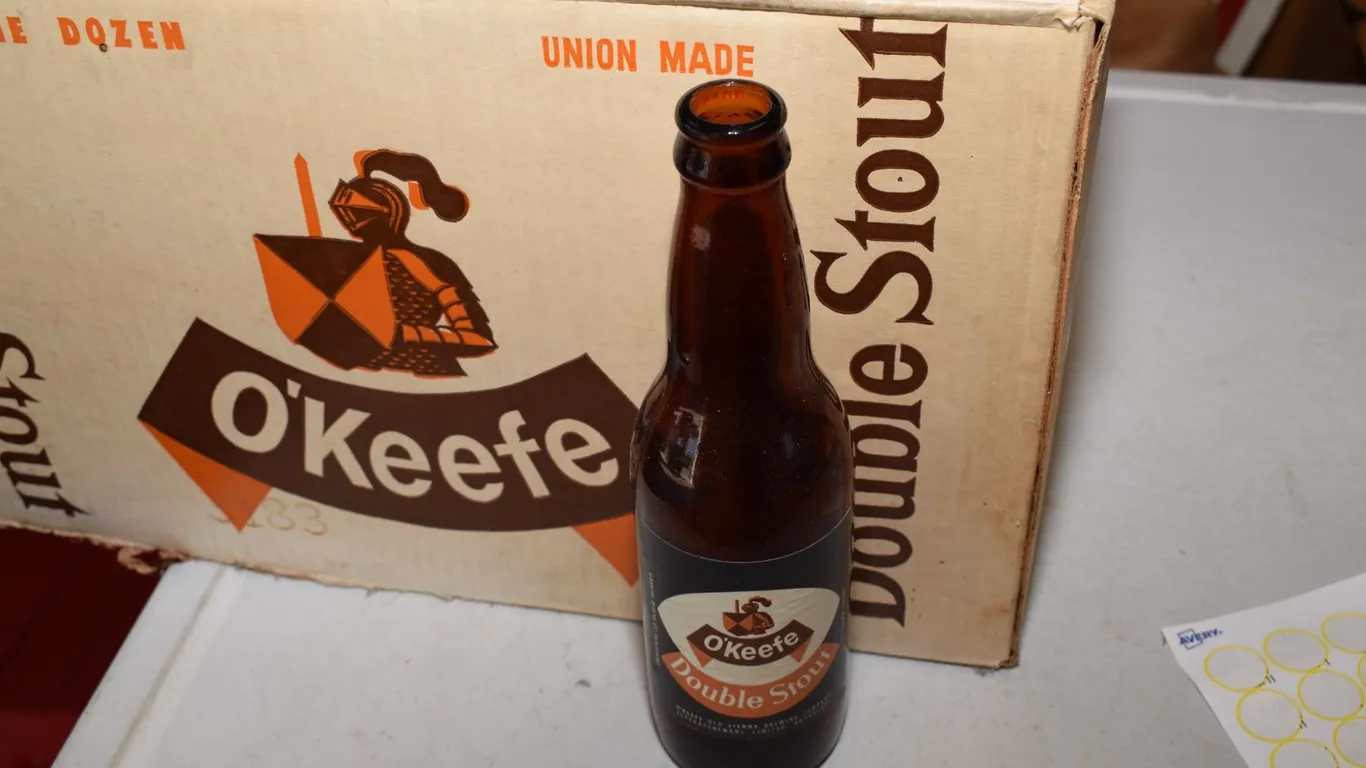 DOZEN
UNION MADE
O'Keefe
Double Stout
Stout
O'Keefe
Double Stout
AVERY